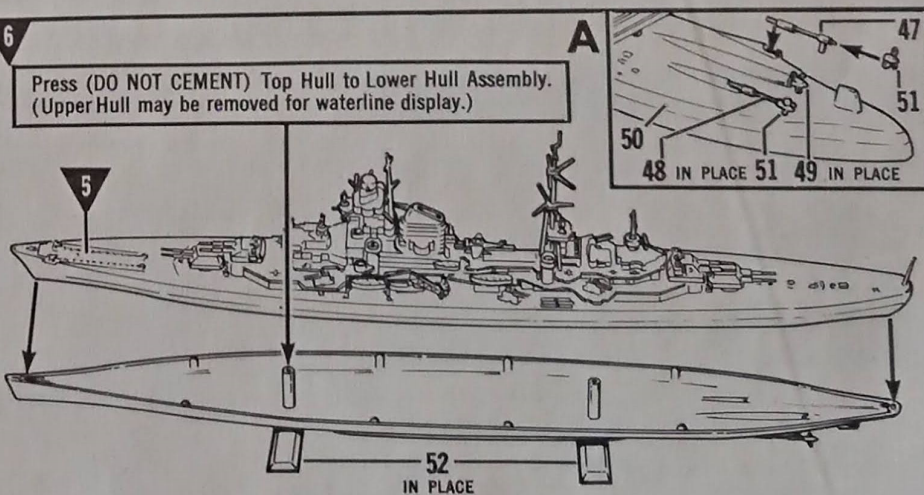 6
Press (DO NOT CEMENT) Top Hull to Lower Hull Assembly.
(Upper Hull may be removed for waterline display.)
A
47
51
50
48 IN PLACE 51 49 IN PLACE
5
52
IN PLACE